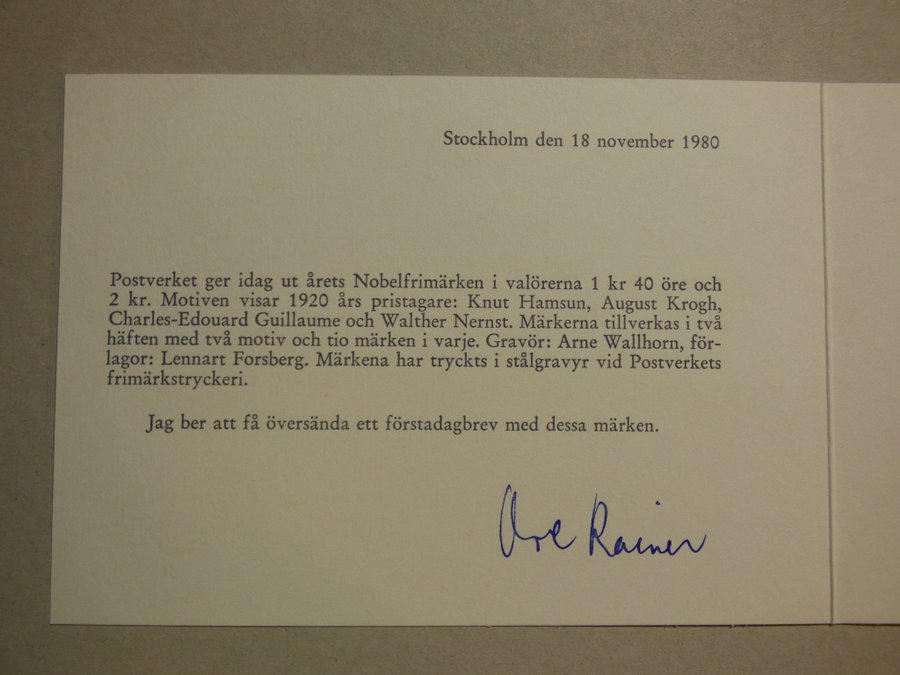 Stockholm den 18 november 1980
Postverket ger idag ut årets Nobelfrimärken i valörerna 1 kr 40 öre och
2 kr. Motiven visar 1920 års pristagare: Knut Hamsun, August Krogh,
Charles-Edouard Guillaume och Walther Nernst. Märkerna tillverkas i två
häften med två motiv och tio märken i varje. Gravör: Arne Wallhorn, för-
lagor: Lennart Forsberg. Märkena har tryckts i stålgravyr vid Postverkets
frimärkstryckeri.
Jag ber att få översända ett förstadagbrev med dessa märken.
Ove Rainer